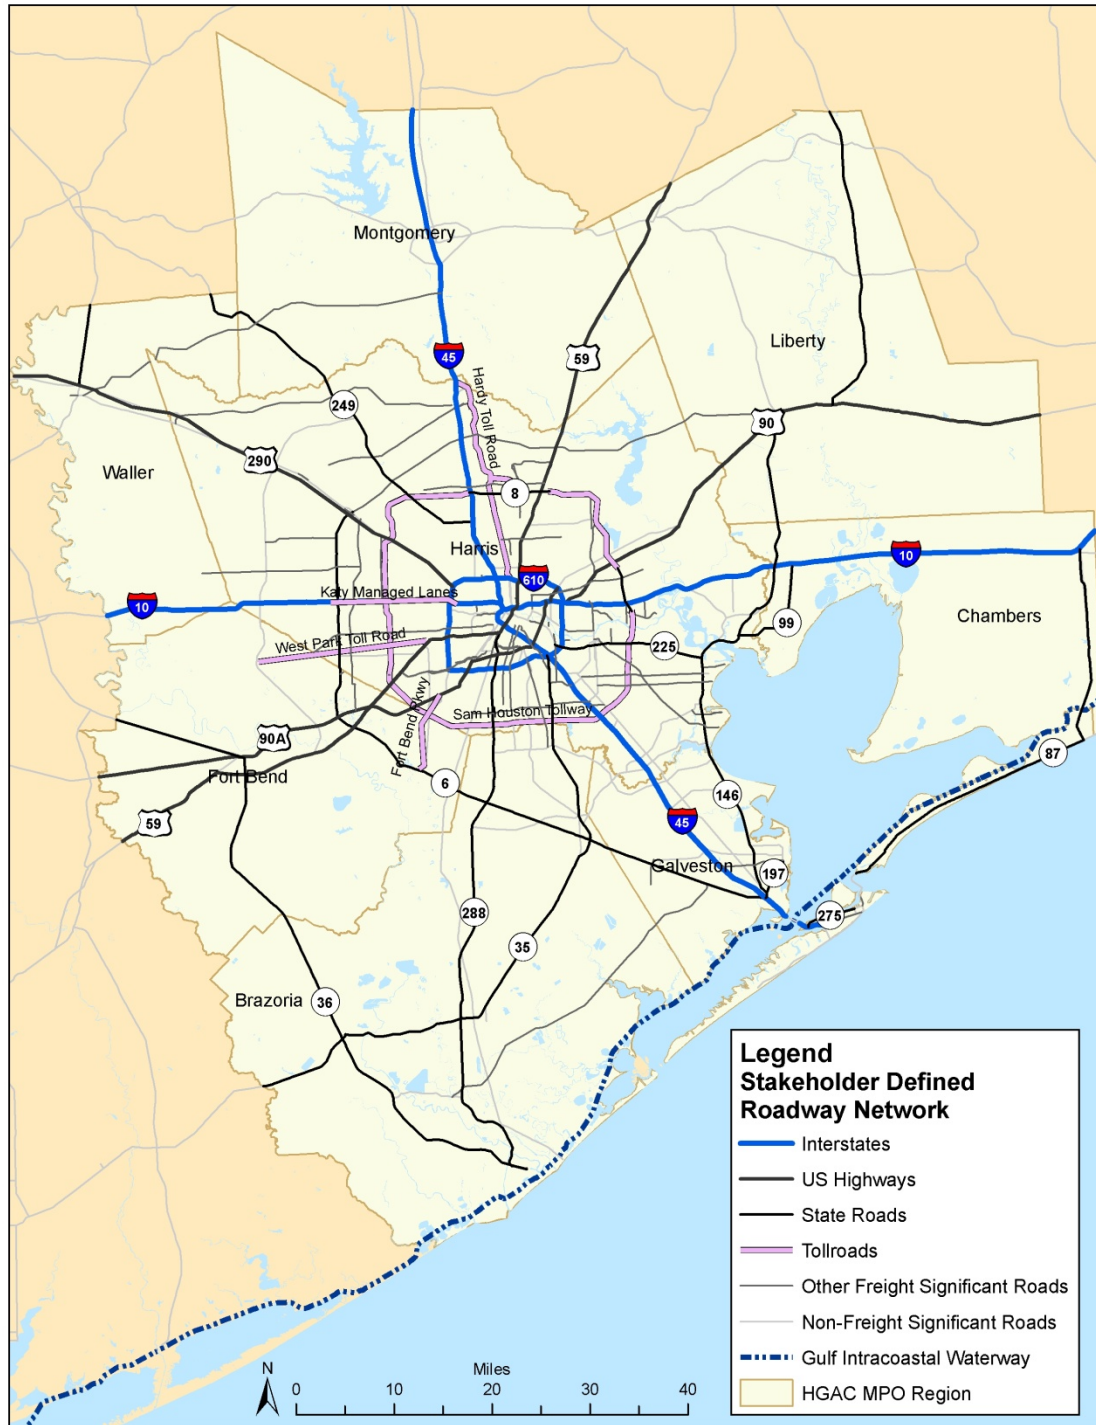 Montgomery
Liberty
45
59
Hardy Toll Road
249
90
290
Waller
8
Harris
610
10
Katy Managed Lanes
10
99
Chambers
West Park Toll Road
225
Fort Bend Pkwy
Sam Houston Tollway
90A
Fort Bend
6
87
146
59
45
Galveston
197
288
275
35
Brazoria
36
Legend
Stakeholder Defined
Roadway Network
Interstates
US Highways
State Roads
Tollroads
Other Freight Significant Roads
Non-Freight Significant Roads
Gulf Intracoastal Waterway
HGAC MPO Region
N
Miles
0 10 20 30 40